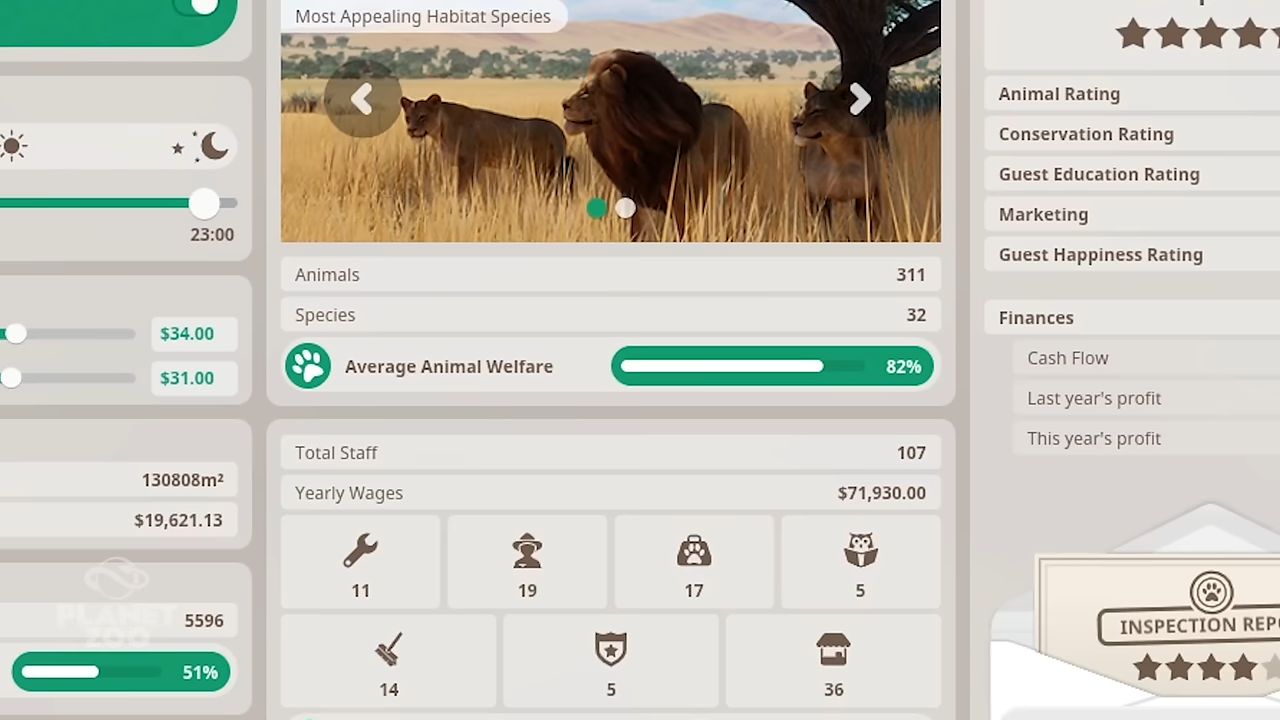 Most Appealing Habitat Species
23:00
$34.00
$31.00
130808m²
$19,621.13
PLANET
ZOO
5596
51%
Animals 311
Species 32
Average Animal Welfare 82%
Total Staff 107
Yearly Wages $71,930.00
11 19 17 5
14 5 36
Animal Rating
Conservation Rating
Guest Education Rating
Marketing
Guest Happiness Rating
Finances
Cash Flow
Last year's profit
This year's profit
INSPECTION REPO